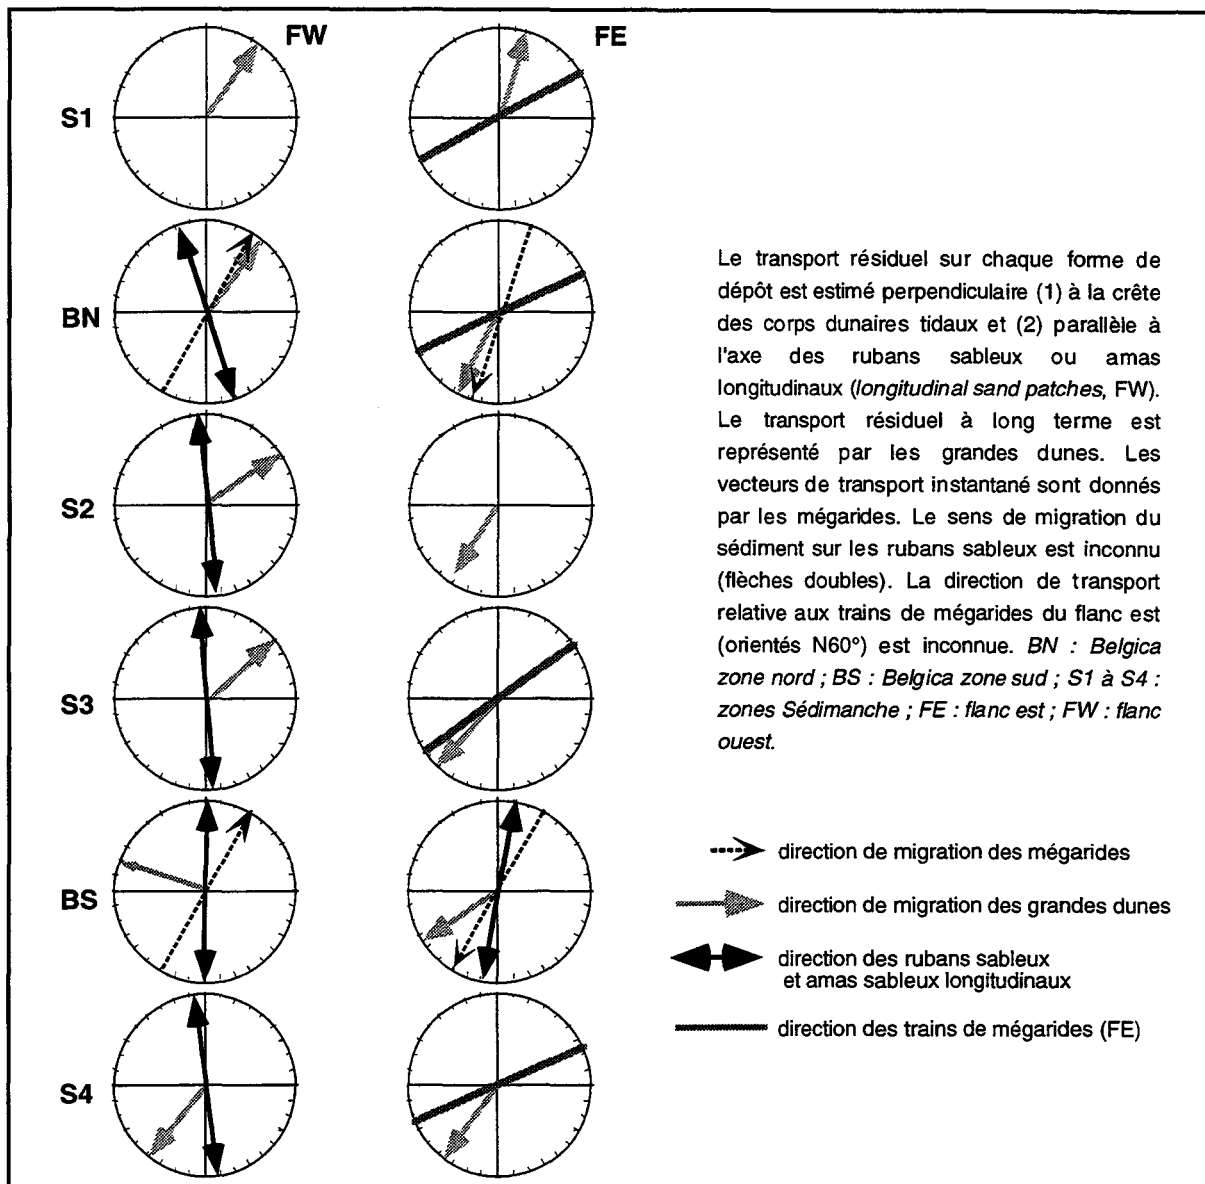 FW
FE
S1
BN
S2
S3
BS
S4
Le transport résiduel sur chaque forme de
dépôt est estimé perpendiculaire (1) à la crête
des corps dunaires tidaux et (2) parallèle à
l'axe des rubans sableux ou amas
longitudinaux (longitudinal sand patches, FW).
Le transport résiduel à long terme est
représenté par les grandes dunes. Les
vecteurs de transport instantané sont donnés
par les mégarides. Le sens de migration du
sédiment sur les rubans sableux est inconnu
(flèches doubles). La direction de transport
relative aux trains de mégarides du flanc est
(orientés N60°) est inconnue. BN : Belgica
zone nord ; BS : Belgica zone sud ; S1 à S4 :
zones Sédimanche ; FE : flanc est ; FW : flanc
ouest.
direction de migration des mégarides
direction de migration des grandes dunes
direction des rubans sableux
et amas sableux longitudinaux
direction des trains de mégarides (FE)